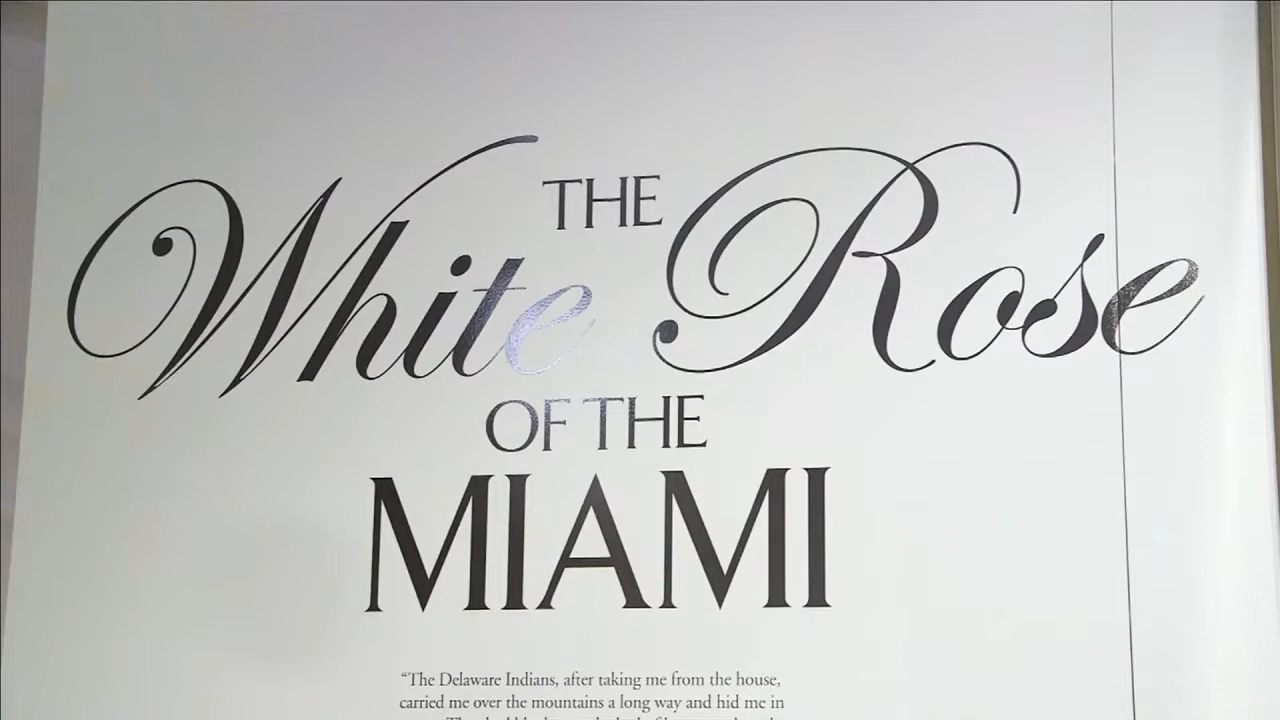 THE
White Rose
OF THE
MIAMI
“The Delaware Indians, after taking me from the house,
carried me over the mountains a long way and hid me in